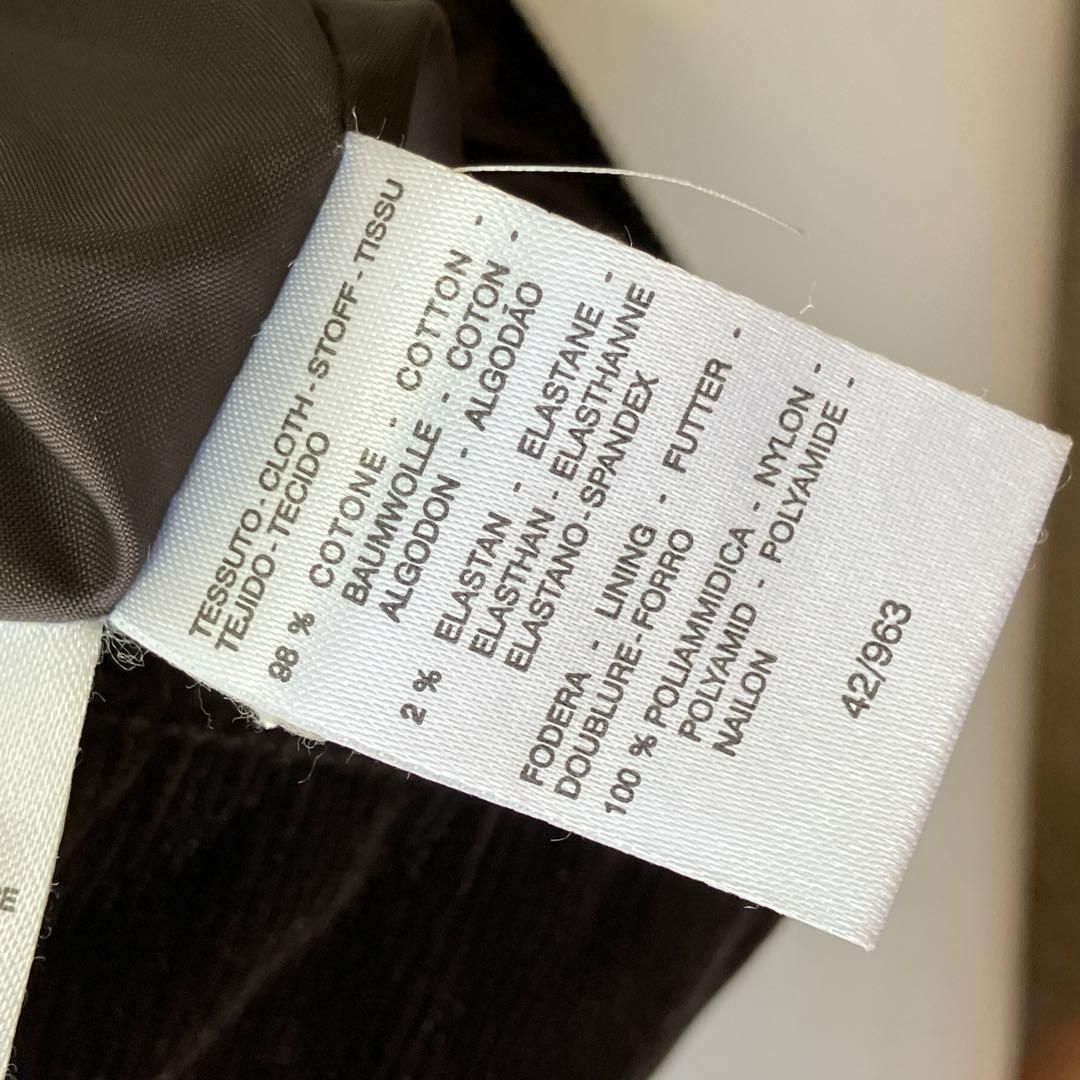 TESSUTO - CLOTH - STOFF - TISSU
TEJIDO - TECIDO
98 % COTONE - COTTON -
BAUMWOLLE - COTON -
ALGODON - ALGODÃO
2 % ELASTAN - ELASTANE -
ELASTHAN - ELASTHANNE
ELASTANO - SPANDEX
FODERA - LINING - FUTTER -
DOUBLURE - FORRO
100 % POLIAMMIDICA - NYLON -
POLYAMID - POLYAMIDE -
NAILON
42/963
E